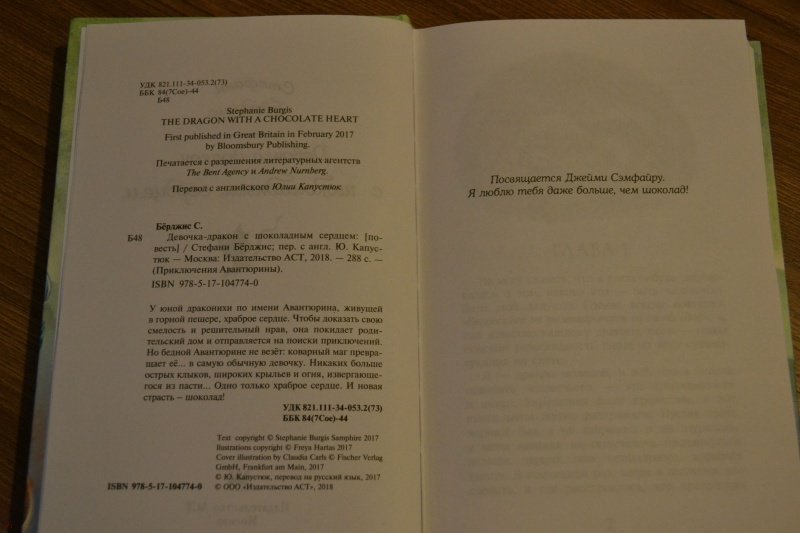 УДК 821.111-34-053.2(73)
ББК 84(7Сое)-44
Б48
Stephanie Burgis
THE DRAGON WITH A CHOCOLATE HEART
First published in Great Britain in February 2017
by Bloomsbury Publishing.
Печатается с разрешения литературных агентств
The Bent Agency и Andrew Nurnberg.
Перевод с английского Юлии Капустюк
Бёрджис С.
Б48 Девочка-дракон с шоколадным сердцем: [по-
весть] / Стефани Бёрджис; пер. с англ. Ю. Капус-
тюк — Москва: Издательство АСТ, 2018. — 288 с. —
(Приключения Авантюрины).
ISBN 978-5-17-104774-0
У юной драконихи по имени Авантюрина, живущей
в горной пещере, храброе сердце. Чтобы доказать свою
смелость и решительный нрав, она покидает роди-
тельский дом и отправляется на поиски приключений.
Но бедной Авантюрине не везёт: коварный маг превра-
щает её... в самую обычную девочку. Никаких больше
острых клыков, широких крыльев и огня, извергающе-
гося из пасти... Одно только храброе сердце. И новая
страсть – шоколад!
УДК 821.111-34-053.2(73)
ББК 84(7Сое)-44
Text copyright © Stephanie Burgis Samphire 2017
Ilustrations copyright © Freya Hartas 2017
Cover illustration by Claudia Carls © Fischer Verlag
GmbH, Frankfurt am Main, 2017
© Ю. Капустюк, перевод на русский язык, 2017
ISBN 978-5-17-104774-0 © ООО «Издательство АСТ», 2018
Посвящается Джейми Сэмфайру.
Я люблю тебя даже больше, чем шоколад!